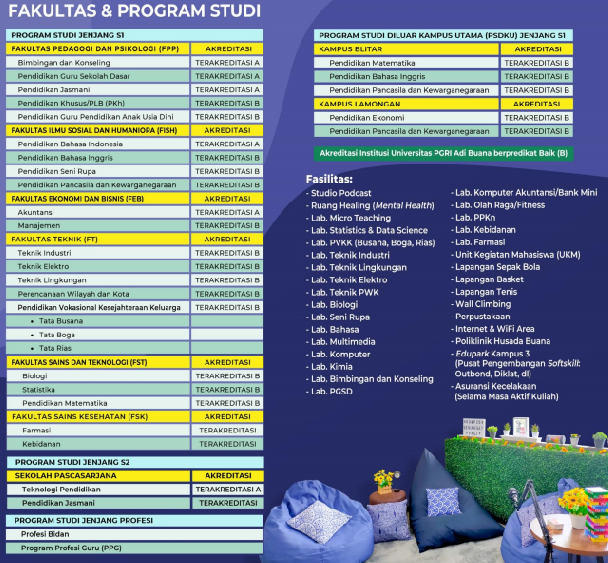 FAKULTAS & PROGRAM STUDI
PROGRAM STUDI JENJANG S1
FAKULTAS PEDAGOGI DAN PSIKOLOGI (FPP) AKREDITASI
Bimbingan dan Konseling TERAKREDITASI A
Pendidikan Guru Sekolah Dasar TERAKREDITASI A
Pendidikan Jasmani TERAKREDITASI A
Pendidikan Khusus/PLB (PKh) TERAKREDITASI B
Pendidikan Guru Pendidikan Anak Usia Dini TERAKREDITASI B
FAKULTAS ILMU SOSIAL DAN HUMANIORA (FISH) AKREDITASI
Pendidikan Bahasa Indonesia TERAKREDITASI A
Pendidikan Bahasa Inggris TERAKREDITASI B
Pendidikan Seni Rupa TERAKREDITASI B
Pendidikan Pancasila dan Kewarganegaraan TERAKREDITASI B
FAKULTAS EKONOMI DAN BISNIS (FEB) AKREDITASI
Akuntans TERAKREDITASI A
Manajemen TERAKREDITASI B
FAKULTAS TEKNIK (FT) AKREDITASI
Teknik Industri TERAKREDITASI B
Teknik Elektro TERAKREDITASI B
Teknik Lingkungan TERAKREDITASI B
Perencanaan Wilayah dan Kota TERAKREDITASI B
Pendidikan Vokasional Kesejahteraan Keluarga TERAKREDITASI B
• Tata Busana
• Tata Boga
• Tata Rias
FAKULTAS SAINS DAN TEKNOLOGI (FST) AKREDITASI
Biologi TERAKREDITASI B
Statistika TERAKREDITASI B
Pendidikan Matematika TERAKREDITASI B
FAKULTAS SAINS KESEHATAN (FSK) AKREDITASI
Farmasi TERAKREDITASI
Kebidanan TERAKREDITASI
PROGRAM STUDI JENJANG S2
SEKOLAH PASCASARJANA AKREDITASI
Teknologi Pendidikan TERAKREDITASI A
Pendidikan Jasmani TERAKREDITASI
PROGRAM STUDI JENJANG PROFESI
Profesi Bidan
Program Profesi Guru (PPG)
PROGRAM STUDI DILUAR KAMPUS UTAMA (PSDKU) JENJANG S1
KAMPUS BLITAR AKREDITASI
Pendidikan Matematika TERAKREDITASI B
Pendidikan Bahasa Inggris TERAKREDITASI B
Pendidikan Pancasila dan Kewarganegaraan TERAKREDITASI B
KAMPUS LAMONGAN AKREDITASI
Pendidikan Ekonomi TERAKREDITASI B
Pendidikan Pancasila dan Kewarganegaraan TERAKREDITASI B
Akreditasi Institusi Universitas PGRI Adi Buana berpredikat Baik (B)
Fasilitas:
- Studio Podcast
- Ruang Healing (Mental Health)
- Lab. Micro Teaching
- Lab. Statistics & Data Science
- Lab. PVKK (Busana, Boga, Rias)
- Lab. Teknik Industri
- Lab. Teknik Lingkungan
- Lab. Teknik Elektro
- Lab. Teknik PWK
- Lab. Biologi
- Lab. Seni Rupa
- Lab. Bahasa
- Lab. Multimedia
- Lab. Komputer
- Lab. Kimia
- Lab. Bimbingan dan Konseling
- Lab. PGSD
- Lab. Komputer Akuntansi/Bank Mini
- Lab. Olah Raga/Fitness
- Lab. PPKn
- Lab. Kebidanan
- Lab. Farmasi
- Unit Kegiatan Mahasiswa (UKM)
- Lapangan Sepak Bola
- Lapangan Basket
- Lapangan Tenis
- Wall Climbing
Perpustakaan
- Internet & WiFi Area
- Poliklinik Husada Buana
- Edupark Kampus 3
(Pusat Pengembangan Softskill:
Outbond, Diklat, dll)
- Asuransi Kecelakaan
(Selama Masa Aktif Kuliah)